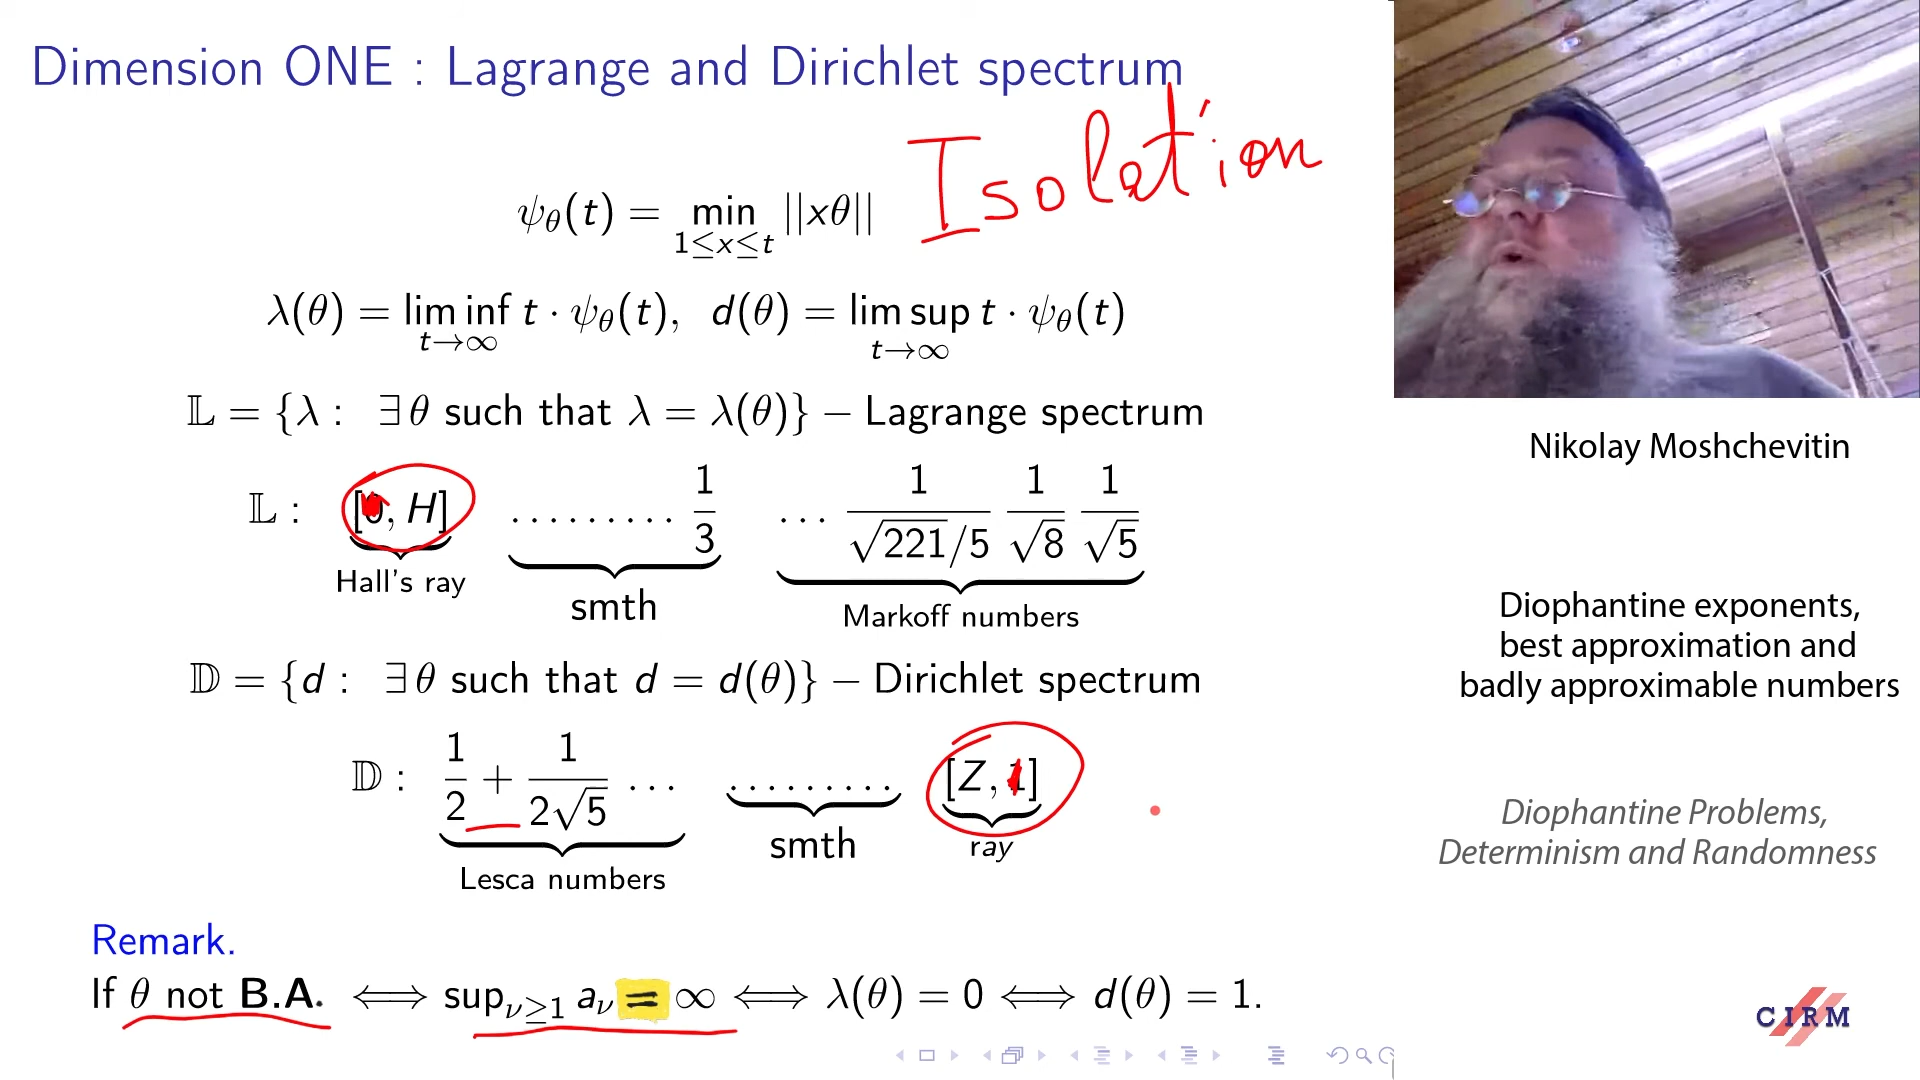 Dimension ONE : Lagrange and Dirichlet spectrum
Isolation
ψ_θ(t) = min_{1≤x≤t} ||xθ||
λ(θ) = lim inf_{t→∞} t · ψ_θ(t), d(θ) = lim sup_{t→∞} t · ψ_θ(t)
𝕃 = {λ : ∃ θ such that λ = λ(θ)} − Lagrange spectrum
𝕃 : [0, H] ......... 1/3 ... 1/(√221/5) 1/√8 1/√5
Hall's ray smth Markoff numbers
𝔻 = {d : ∃ θ such that d = d(θ)} − Dirichlet spectrum
𝔻 : 1/2 + 1/(2√5) ... ......... [Z, 1]
Lesca numbers smth ray
Remark.
If θ not B.A. ⟺ sup_{ν≥1} a_ν = ∞ ⟺ λ(θ) = 0 ⟺ d(θ) = 1.
Nikolay Moshchevitin
Diophantine exponents,
best approximation and
badly approximable numbers
Diophantine Problems,
Determinism and Randomness
CIRM